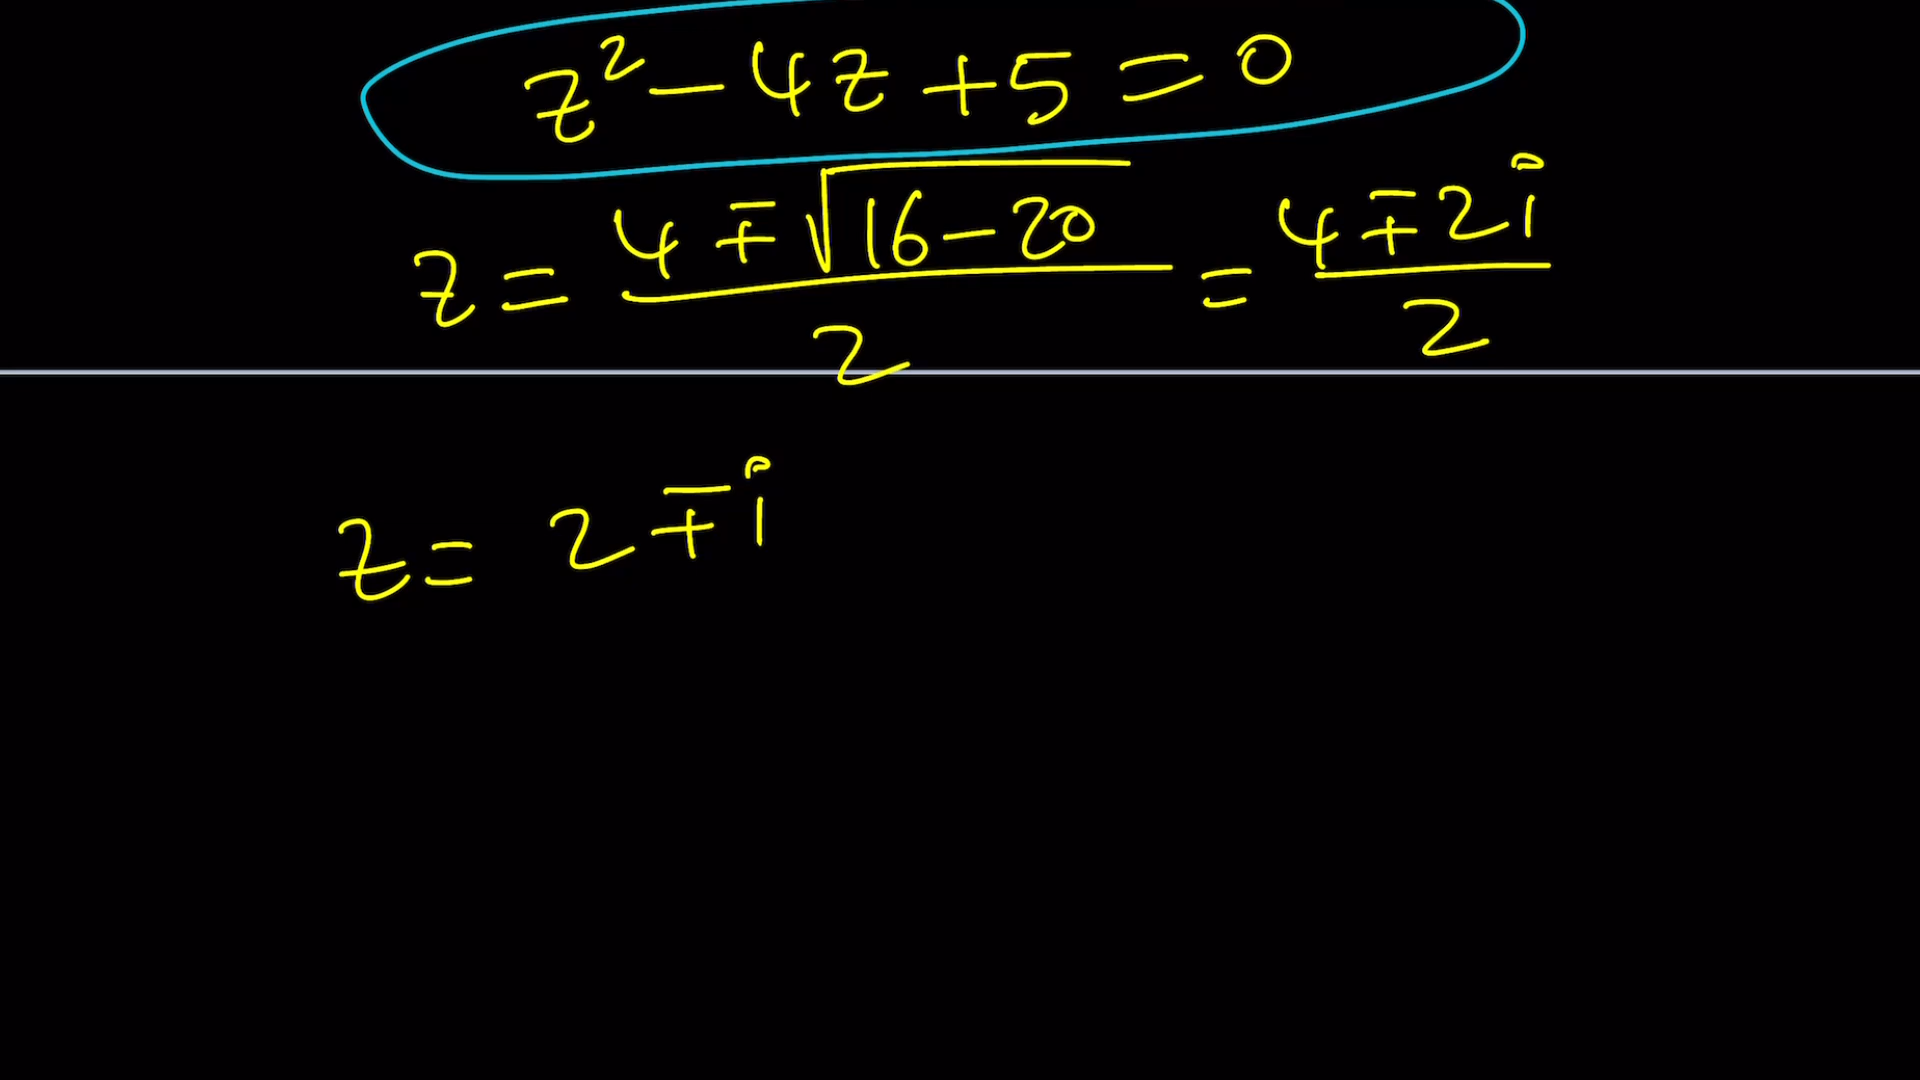 z² − 4z + 5 = 0
z = (4 ∓ √(16 − 20))/2 = (4 ∓ 2i)/2
z = 2 ∓ i